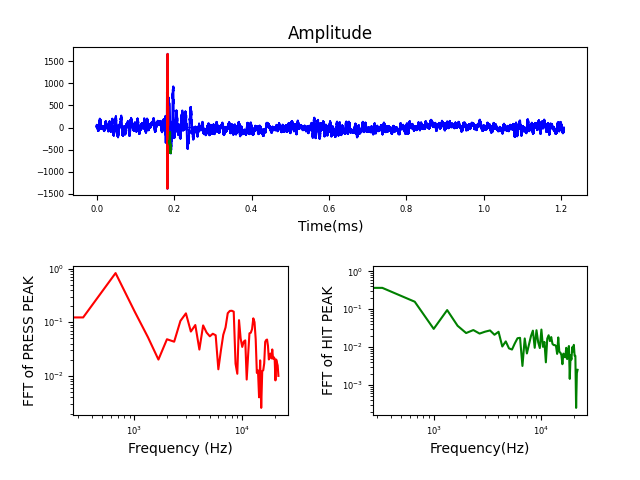 Amplitude
1500
1000
500
0
−500
−1000
−1500
0.0 0.2 0.4 0.6 0.8 1.0 1.2
Time(ms)
FFT of PRESS PEAK
10⁰
10⁻¹
10⁻²
10³ 10⁴
Frequency (Hz)
FFT of HIT PEAK
10⁰
10⁻¹
10⁻²
10⁻³
10³ 10⁴
Frequency(Hz)